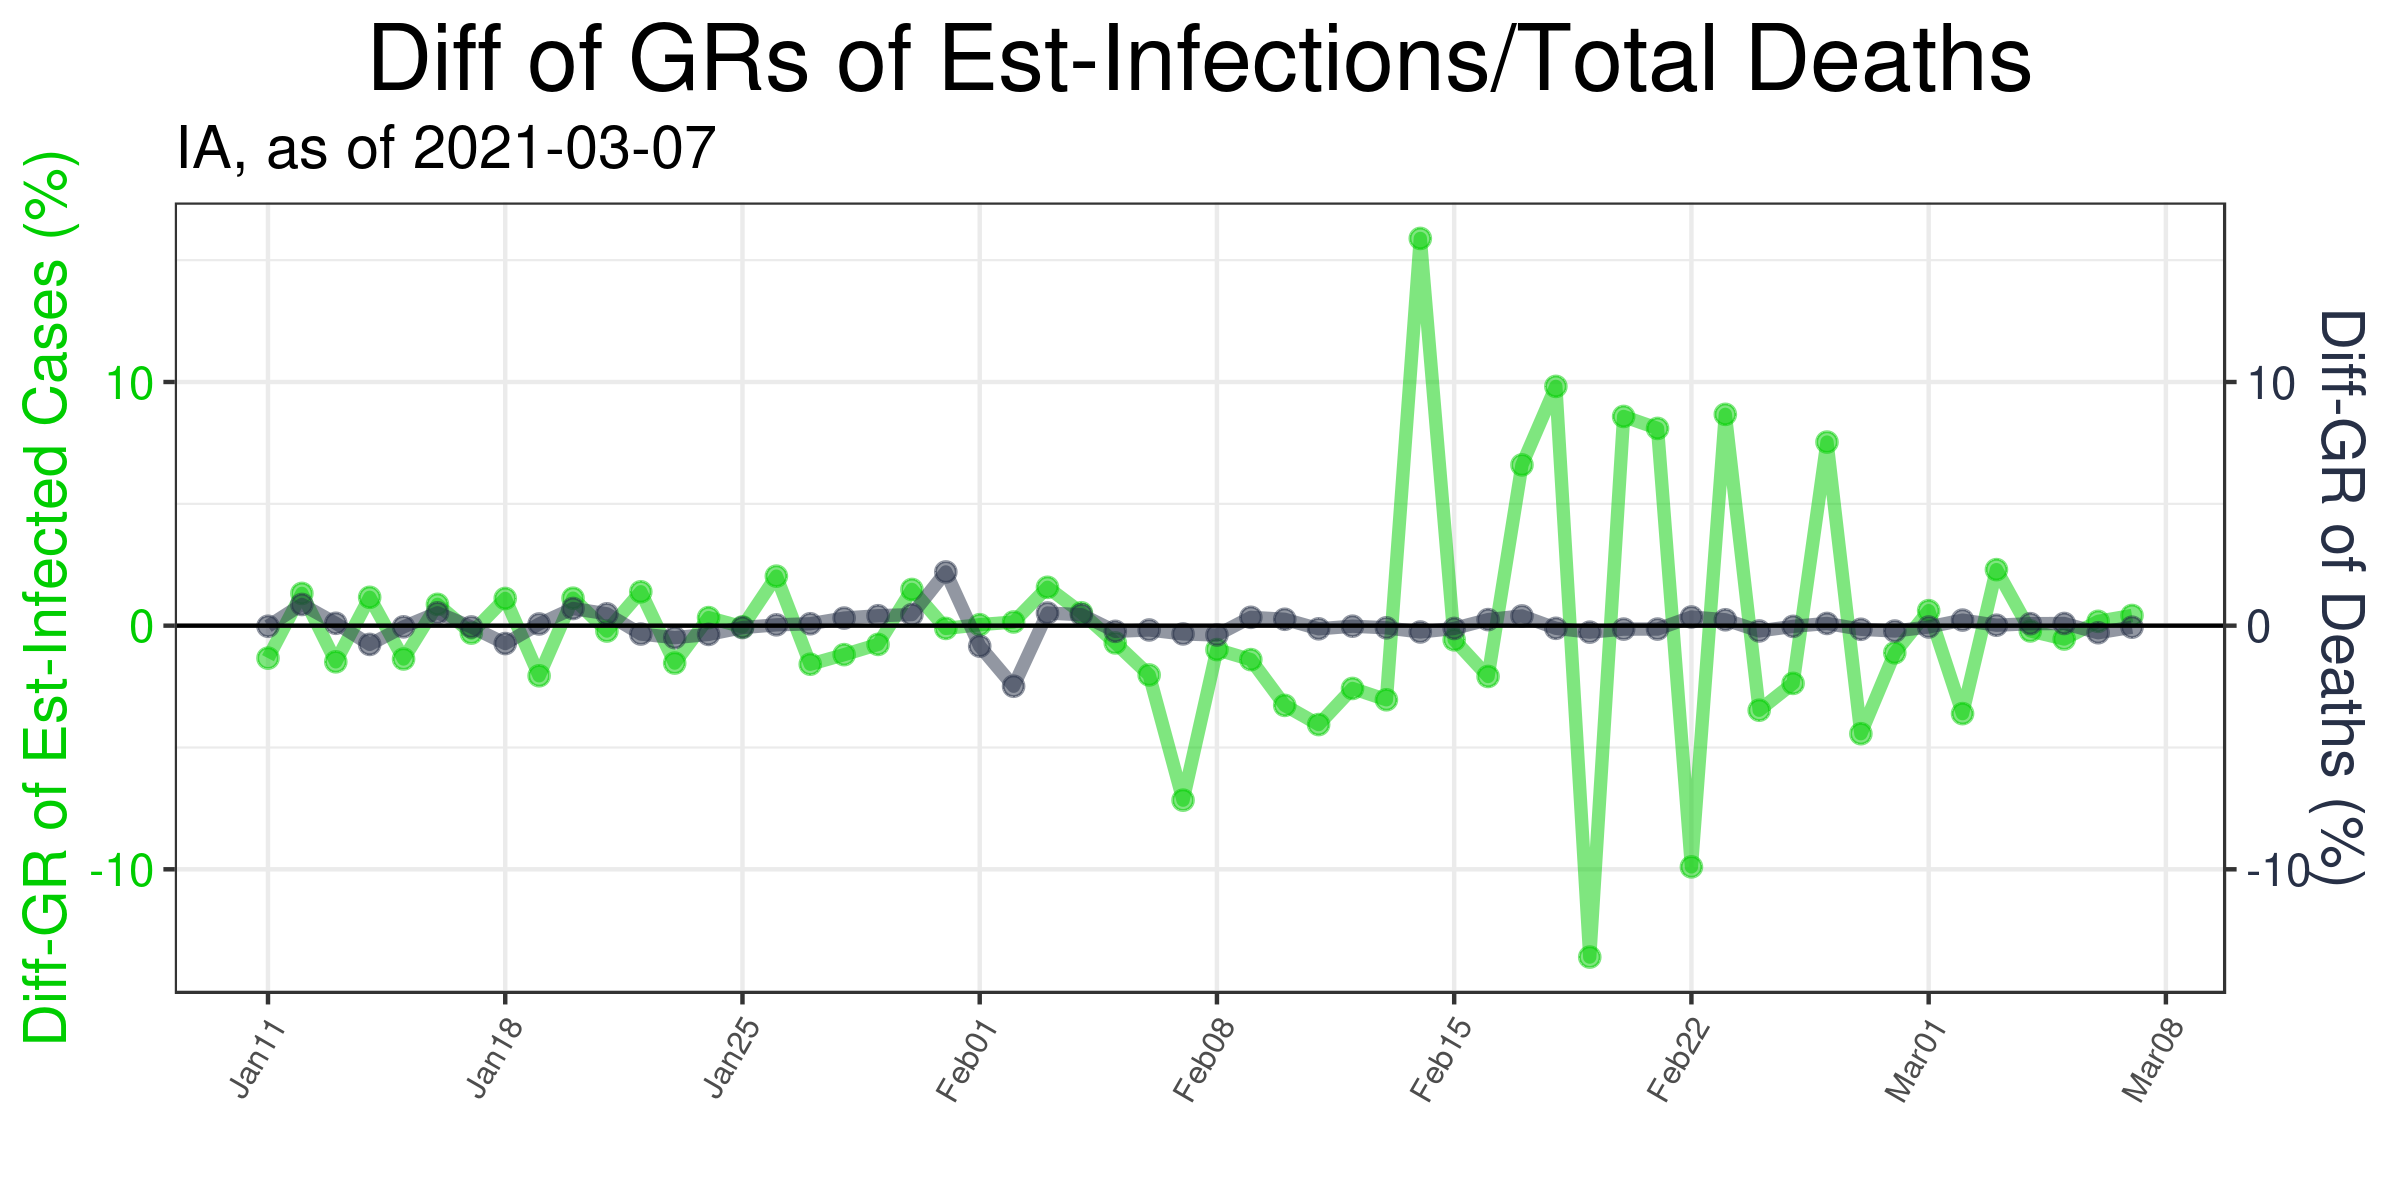 Diff of GRs of Est-Infections/Total Deaths
IA, as of 2021-03-07
Diff-GR of Est-Infected Cases (%)
10
0
-10
10
0
-10
Diff-GR of Deaths (%)
Jan11
Jan18
Jan25
Feb01
Feb08
Feb15
Feb22
Mar01
Mar08